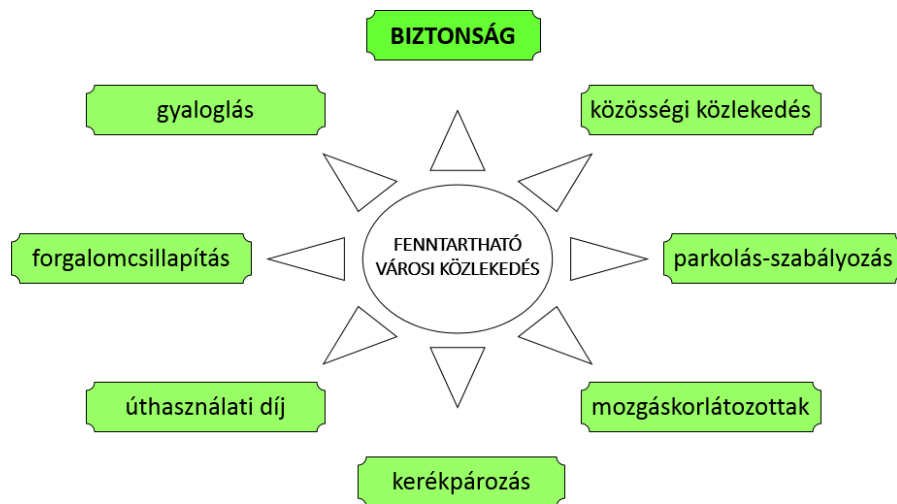 BIZTONSÁG
gyaloglás
közösségi közlekedés
forgalomcsillapítás
FENNTARTHATÓ
VÁROSI KÖZLEKEDÉS
parkolás-szabályozás
úthasználati díj
mozgáskorlátozottak
kerékpározás